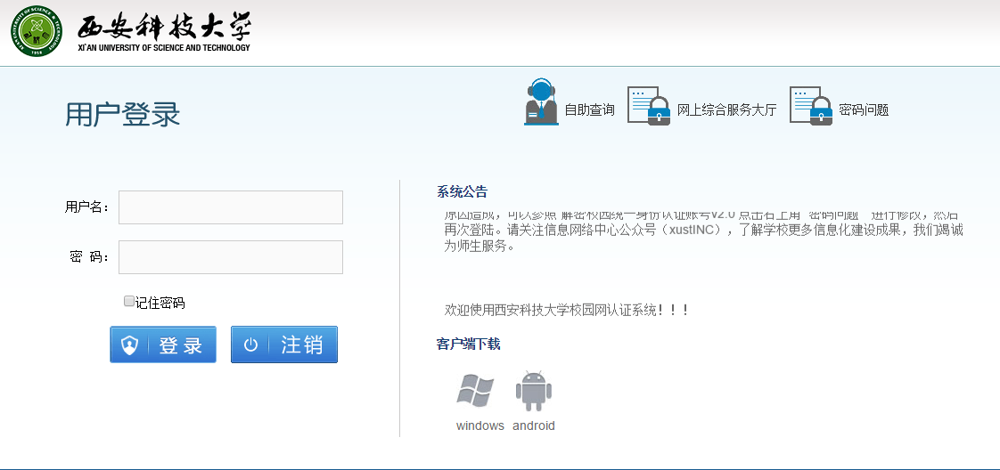 西安科技大学
XI'AN UNIVERSITY OF SCIENCE AND TECHNOLOGY
用户登录
自助查询
网上综合服务大厅
密码问题
用户名：
密 码：
记住密码
登录
注销
系统公告
原因造成，可以参照"解密校园统一身份认证账号V2.0"点击右上角"密码问题"进行修改，然后
再次登陆。请关注信息网络中心公众号（xustINC），了解学校更多信息化建设成果，我们竭诚
为师生服务。
欢迎使用西安科技大学校园网认证系统！！！
客户端下载
windows
android